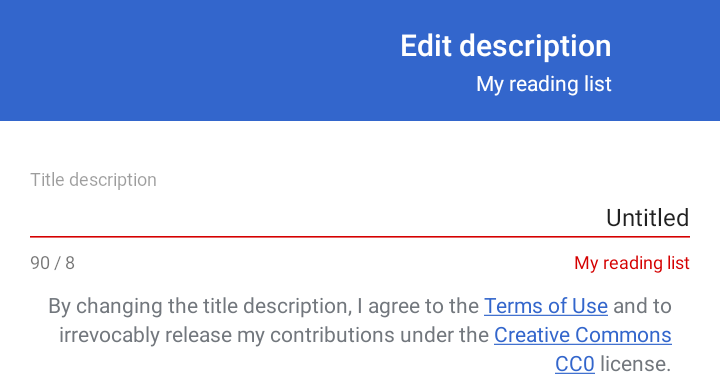 Edit description
My reading list
Title description
Untitled
90 / 8
My reading list
By changing the title description, I agree to the Terms of Use and to
irrevocably release my contributions under the Creative Commons
CC0 license.